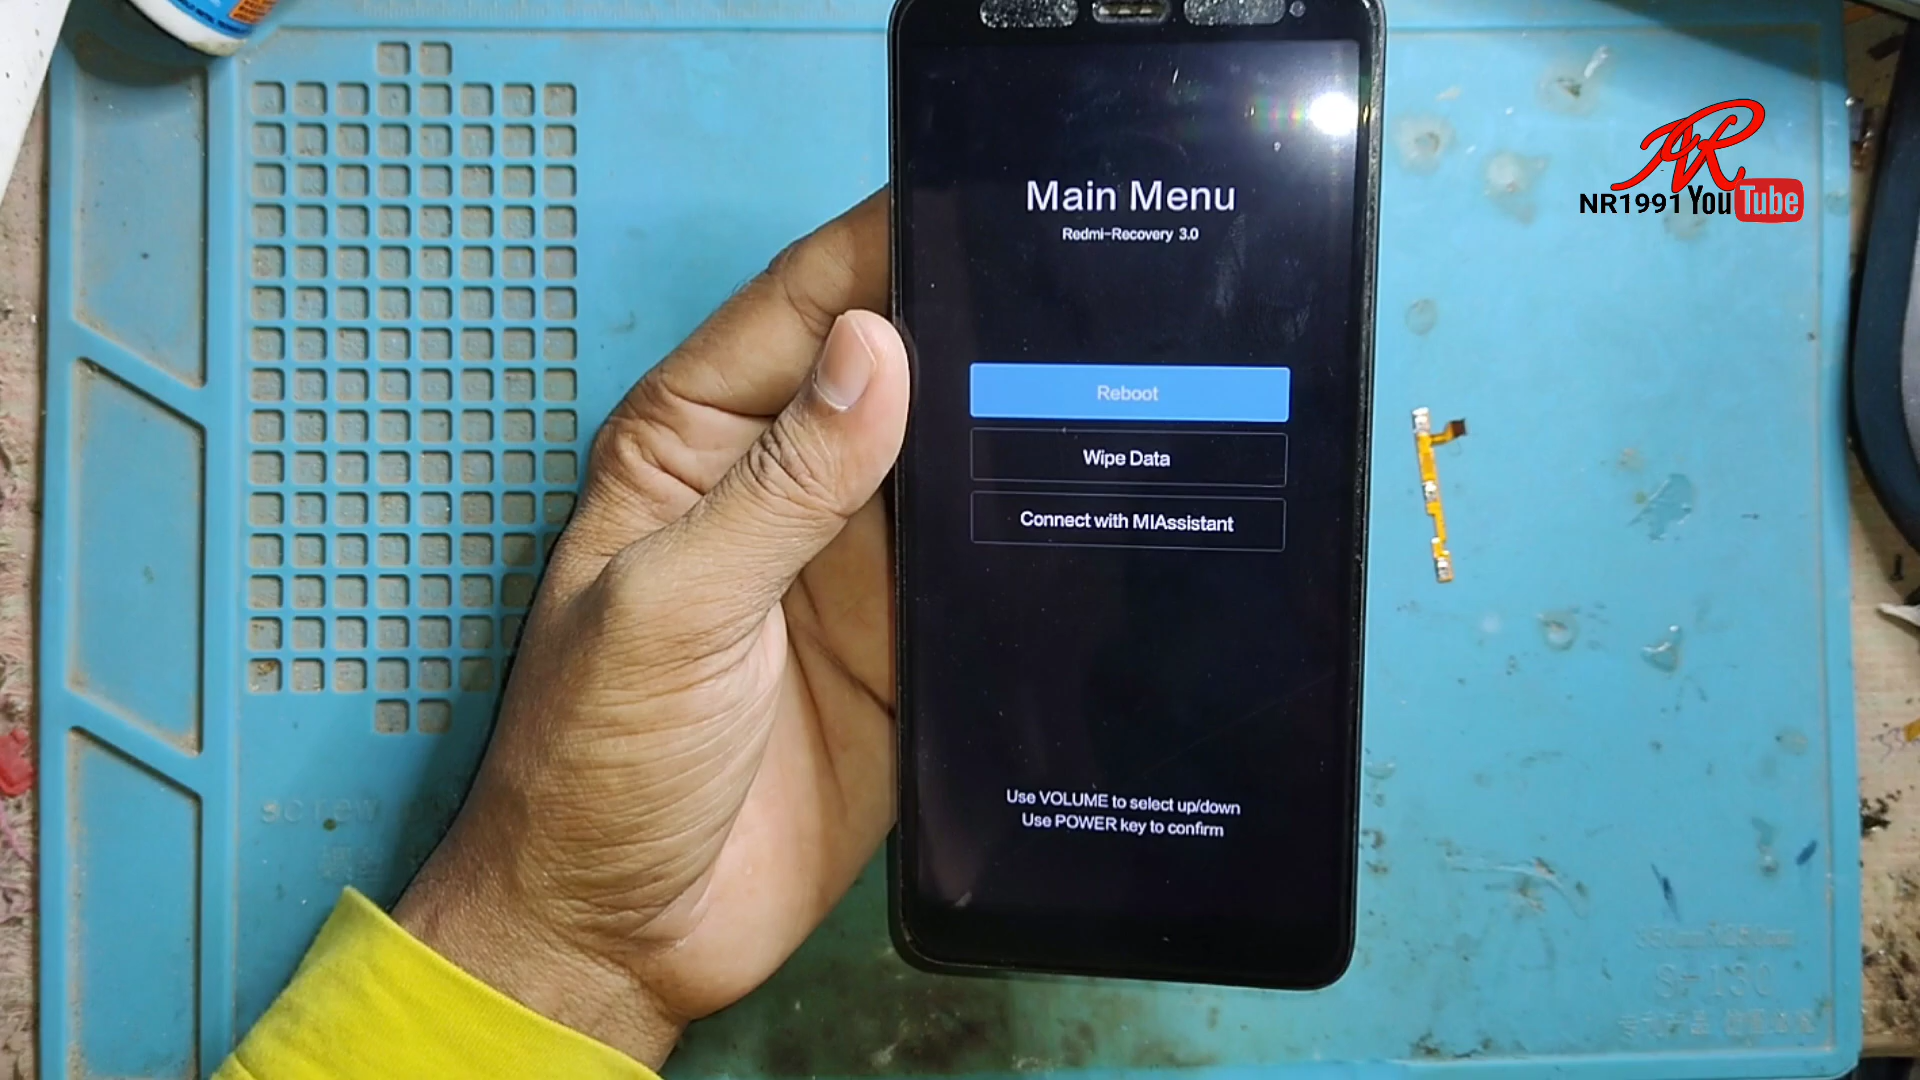 Main Menu
Redmi-Recovery 3.0
NR1991 YouTube
Reboot
Wipe Data
Connect with MIAssistant
Use VOLUME to select up/down
Use POWER key to confirm
S-130